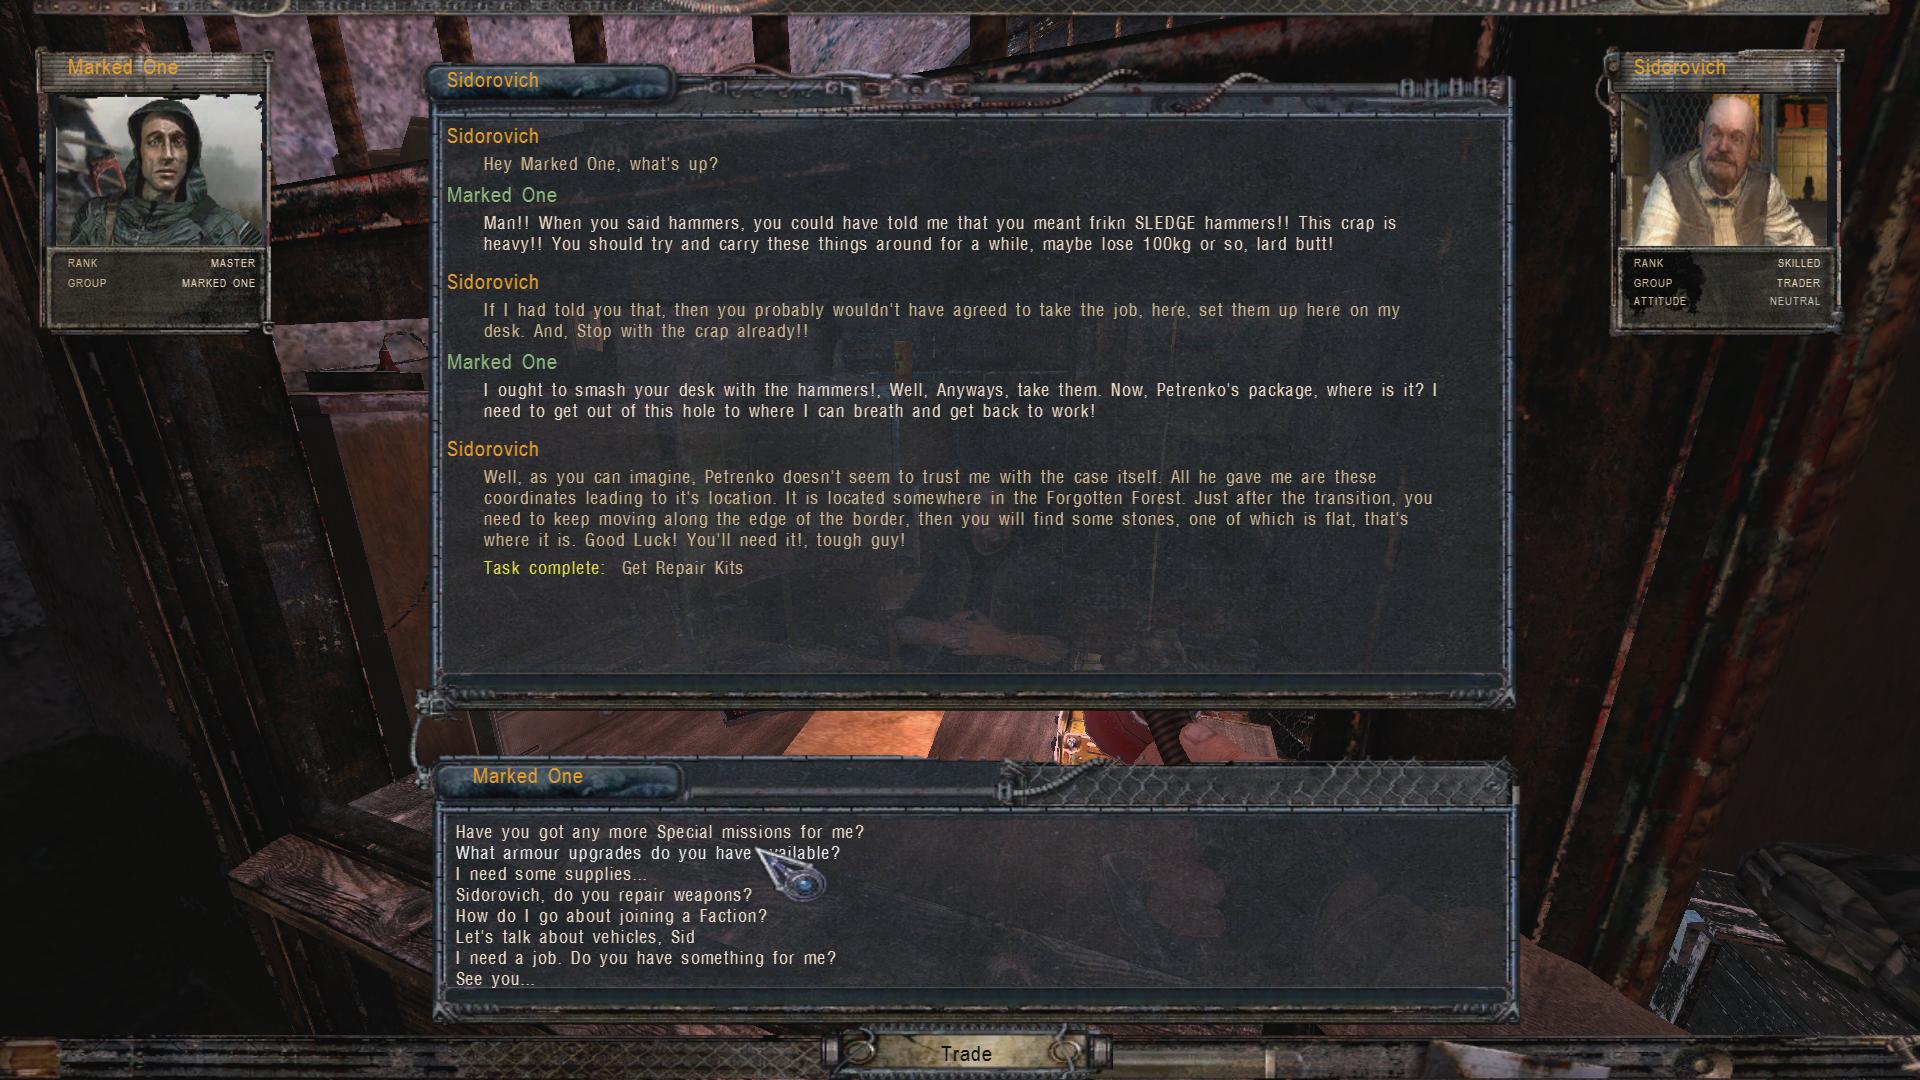 Marked One
RANK MASTER
GROUP MARKED ONE
Sidorovich
Sidorovich
RANK SKILLED
GROUP TRADER
ATTITUDE NEUTRAL
Sidorovich
Hey Marked One, what's up?
Marked One
Man!! When you said hammers, you could have told me that you meant frikn SLEDGE hammers!! This crap is
heavy!! You should try and carry these things around for a while, maybe lose 100kg or so, lard butt!
Sidorovich
If I had told you that, then you probably wouldn't have agreed to take the job, here, set them up here on my
desk. And, Stop with the crap already!!
Marked One
I ought to smash your desk with the hammers!, Well, Anyways, take them. Now, Petrenko's package, where is it? I
need to get out of this hole to where I can breath and get back to work!
Sidorovich
Well, as you can imagine, Petrenko doesn't seem to trust me with the case itself. All he gave me are these
coordinates leading to it's location. It is located somewhere in the Forgotten Forest. Just after the transition, you
need to keep moving along the edge of the border, then you will find some stones, one of which is flat, that's
where it is. Good Luck! You'll need it!, tough guy!
Task complete: Get Repair Kits
Marked One
Have you got any more Special missions for me?
What armour upgrades do you have available?
I need some supplies...
Sidorovich, do you repair weapons?
How do I go about joining a Faction?
Let's talk about vehicles, Sid
I need a job. Do you have something for me?
See you...
Trade